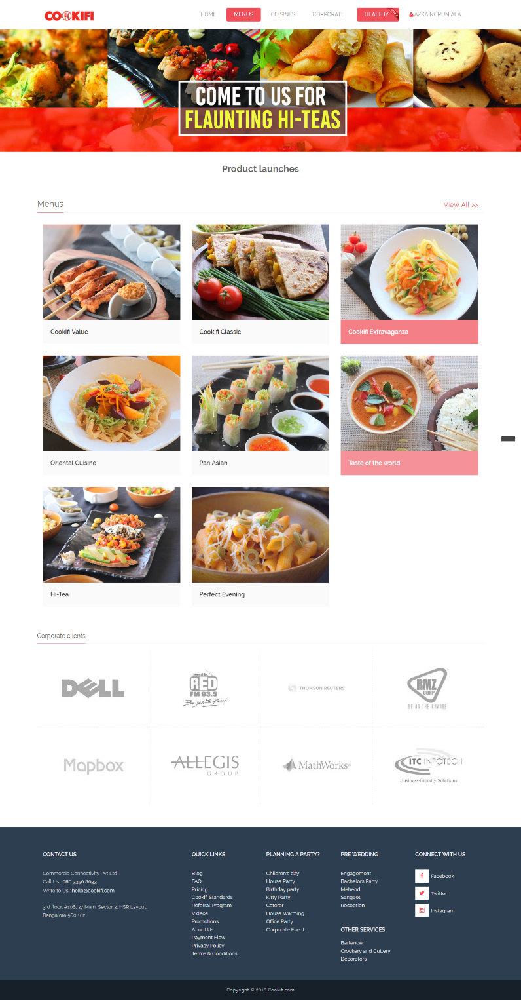 COOKIFI
HOME
MENUS
CUISINES
CORPORATE
HEALTHY
AZKA NURUN ALA
COME TO US FOR
FLAUNTING HI-TEAS
Product launches
Menus
View All >>
Cookifi Value
Cookifi Classic
Cookifi Extravaganza
Oriental Cuisine
Pan Asian
Taste of the world
Hi-Tea
Perfect Evening
Corporate clients
DELL
superhits
RED
FM 93.5
Bajaate Raho!
THOMSON REUTERS
RMZ
CORP
BEING THE CHANGE
Mapbox
ALLEGIS
GROUP
MathWorks®
ITC INFOTECH
Business-friendly Solutions
CONTACT US
Commercio Connectivity Pvt Ltd
Call Us : 080 3350 8033
Write to Us : hello@cookifi.com
3rd floor, #108, 27 Main, Sector 2, HSR Layout,
Bangalore 560 102
QUICK LINKS
Blog
FAQ
Pricing
Cookifi Standards
Referral Program
Videos
Promotions
About Us
Payment Flow
Privacy Policy
Terms & Conditions
PLANNING A PARTY?
Children's day
House Party
Birthday party
Kitty Party
Caterer
House Warming
Office Party
Corporate Event
PRE WEDDING
Engagement
Bachelors Party
Mehendi
Sangeet
Reception
OTHER SERVICES
Bartender
Crockery and Cutlery
Decorators
CONNECT WITH US
Facebook
Twitter
Instagram
Copyright © 2016 Cookifi.com